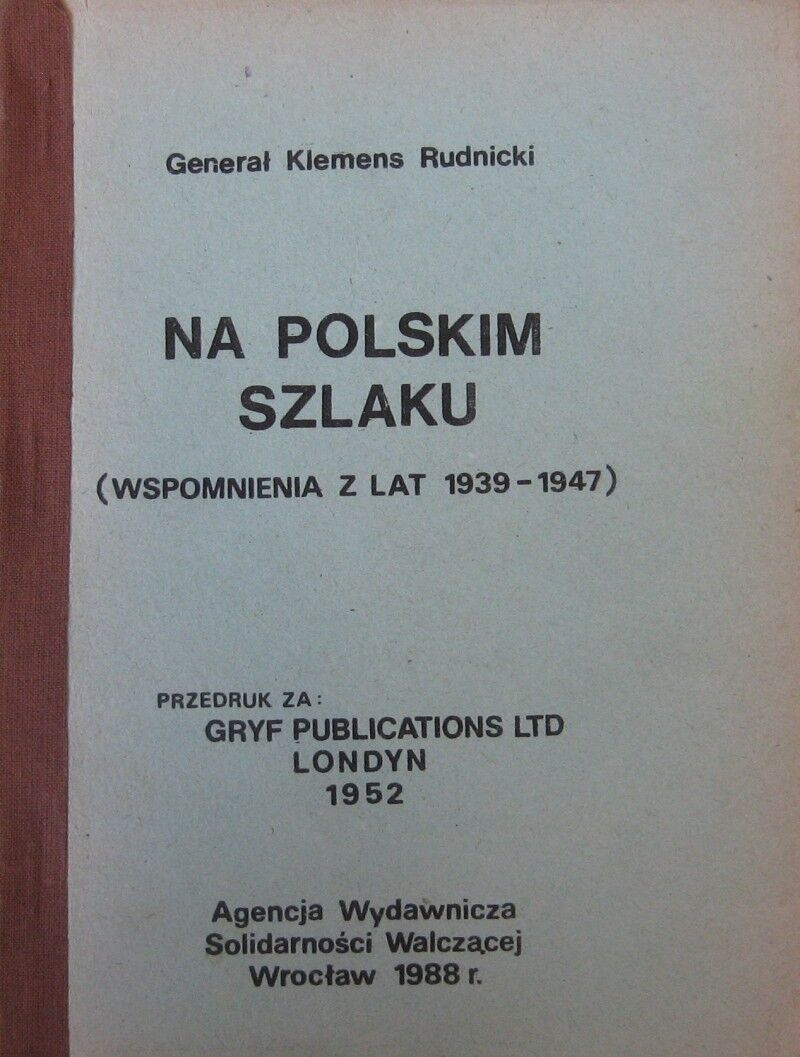 Generał Klemens Rudnicki
NA POLSKIM
SZLAKU
(WSPOMNIENIA Z LAT 1939-1947)
PRZEDRUK ZA:
GRYF PUBLICATIONS LTD
LONDYN
1952
Agencja Wydawnicza
Solidarności Walczącej
Wrocław 1988 r.